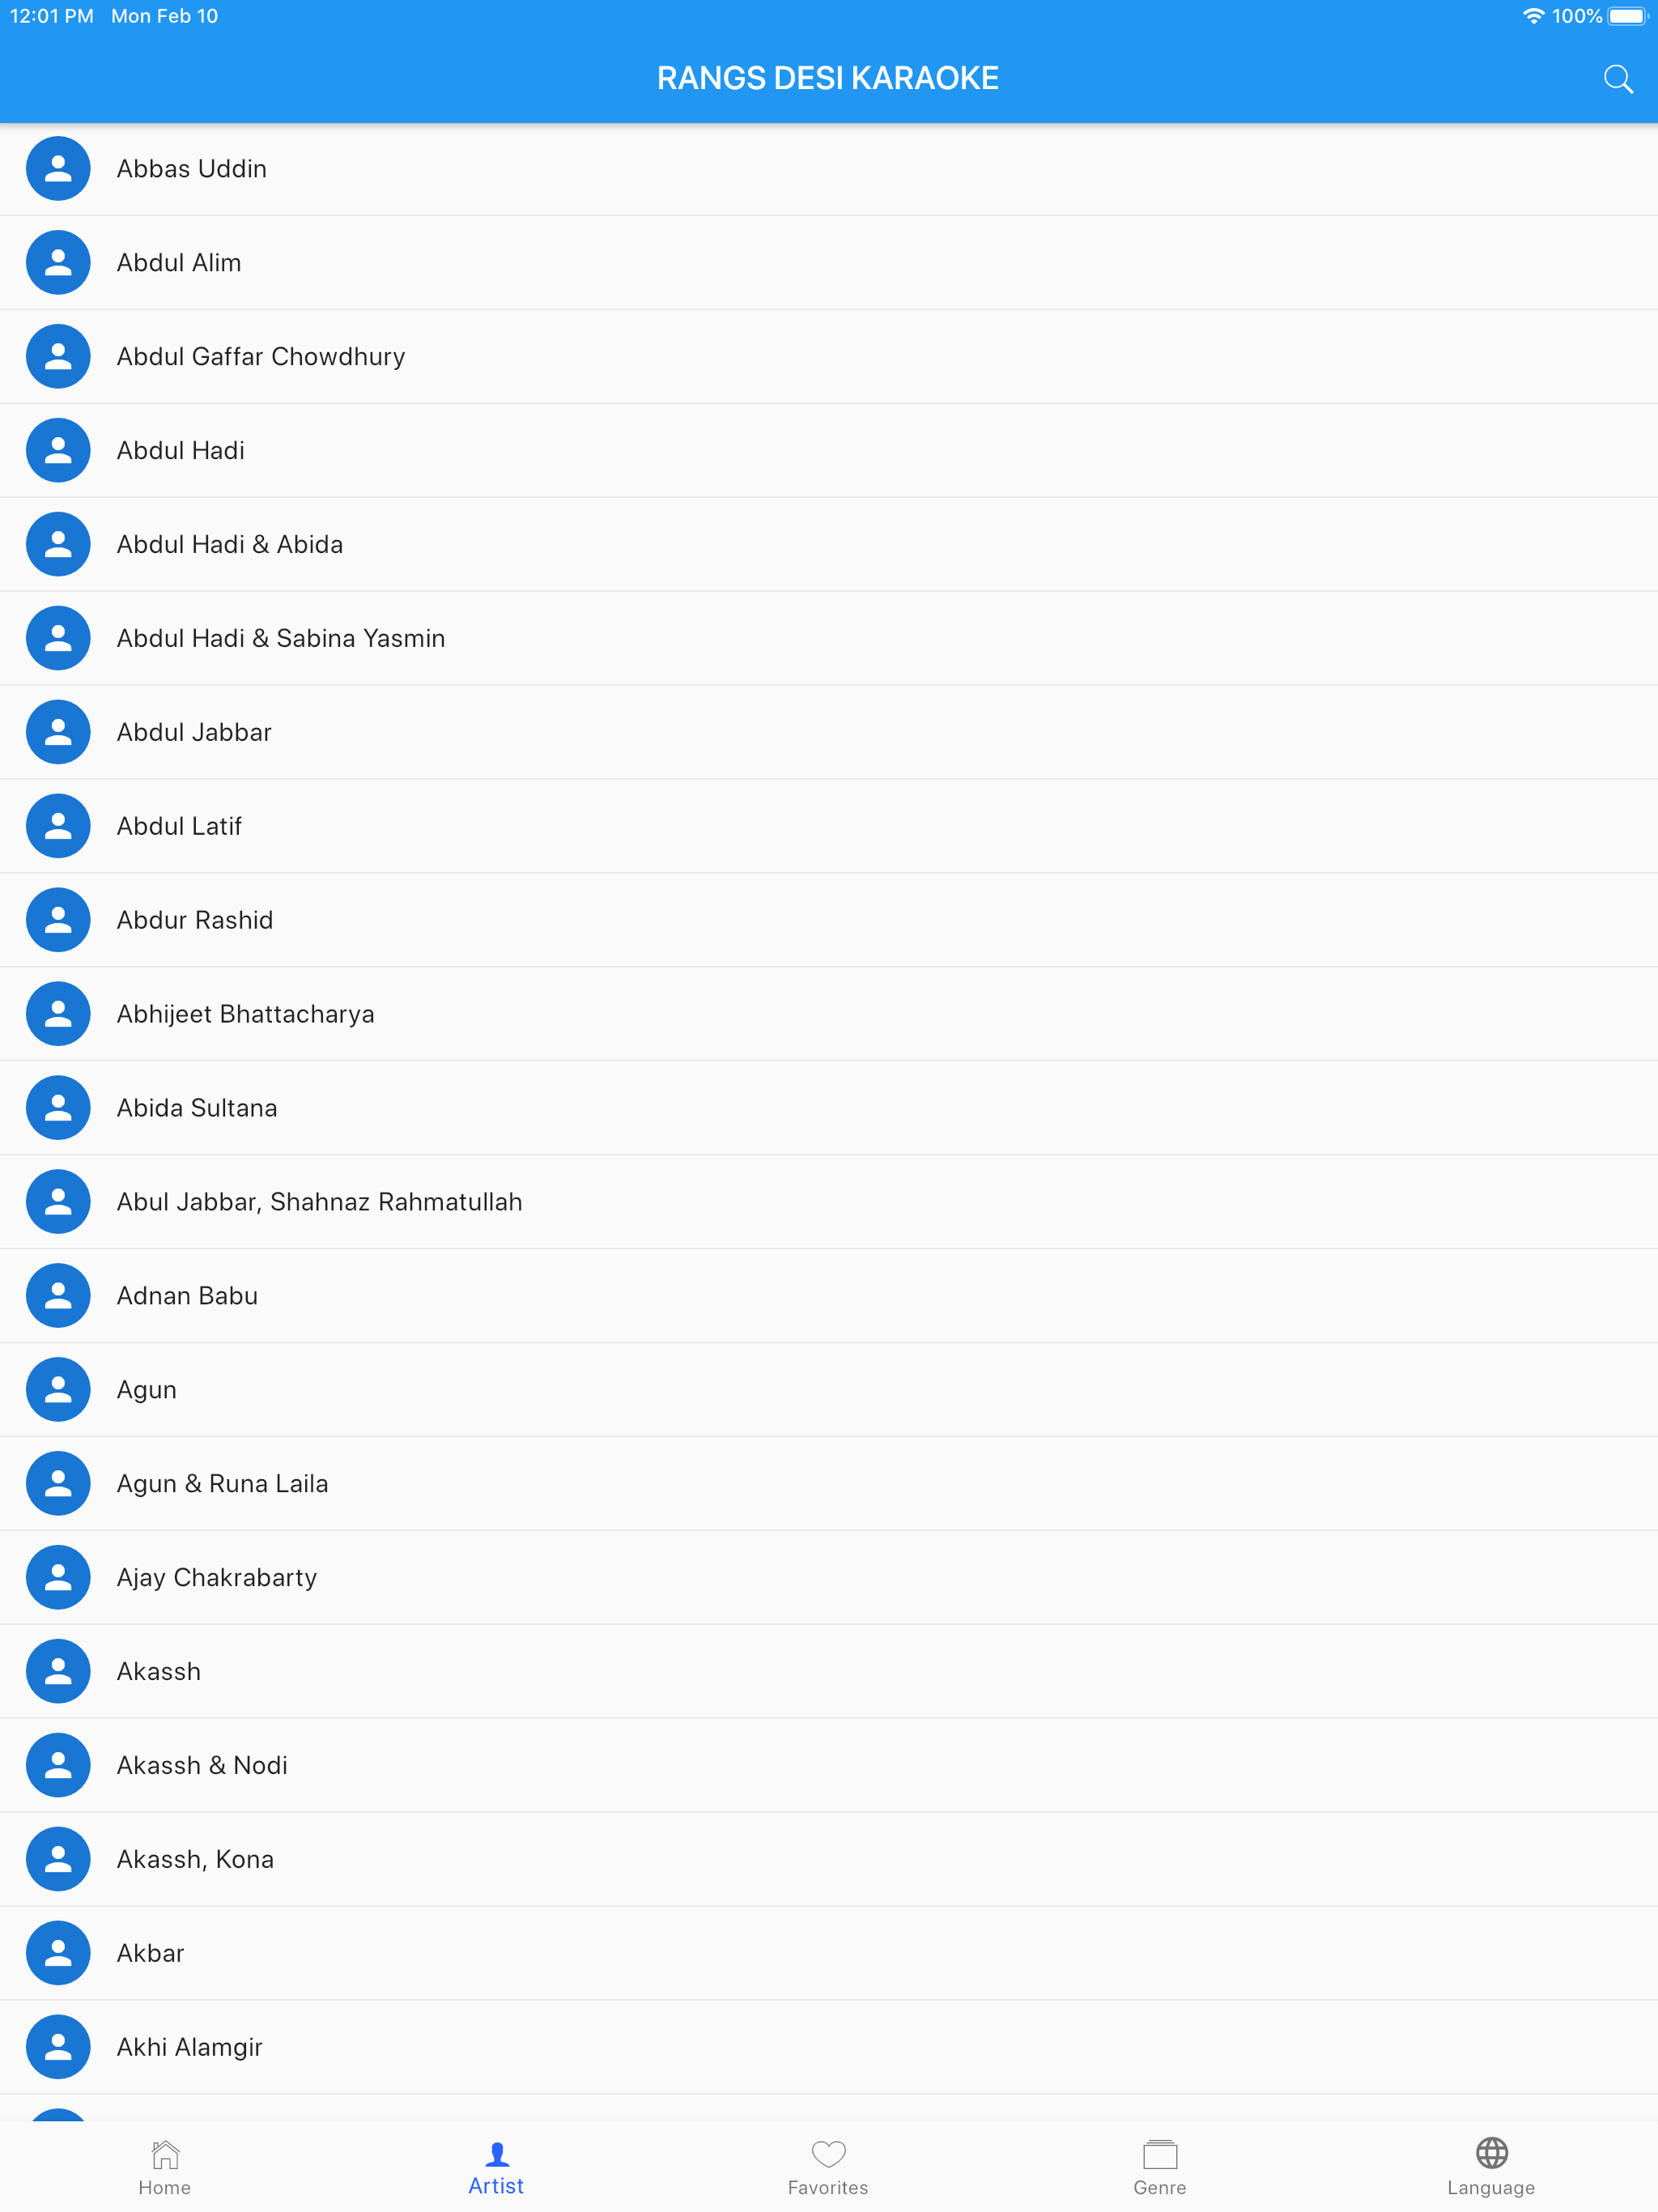 12:01 PM Mon Feb 10 100%
RANGS DESI KARAOKE
Abbas Uddin
Abdul Alim
Abdul Gaffar Chowdhury
Abdul Hadi
Abdul Hadi & Abida
Abdul Hadi & Sabina Yasmin
Abdul Jabbar
Abdul Latif
Abdur Rashid
Abhijeet Bhattacharya
Abida Sultana
Abul Jabbar, Shahnaz Rahmatullah
Adnan Babu
Agun
Agun & Runa Laila
Ajay Chakrabarty
Akassh
Akassh & Nodi
Akassh, Kona
Akbar
Akhi Alamgir
Home Artist Favorites Genre Language